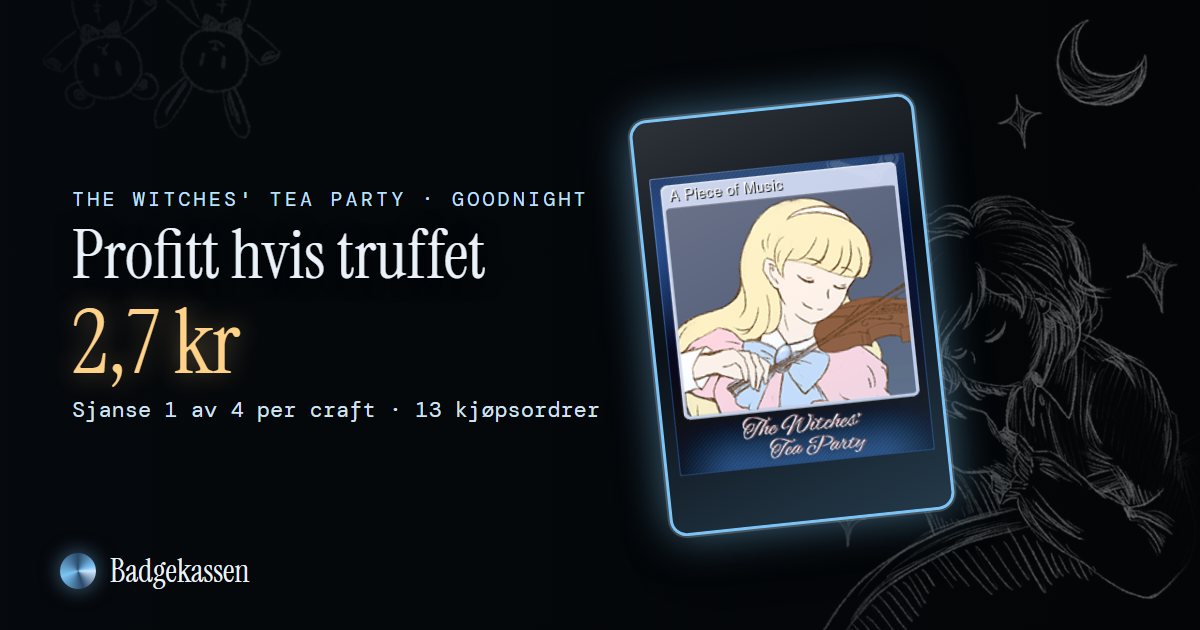 THE WITCHES' TEA PARTY · GOODNIGHT
Profitt hvis truffet
2,7 kr
Sjanse 1 av 4 per craft · 13 kjøpsordrer
A Piece of Music
The Witches'
Tea Party
Badgekassen